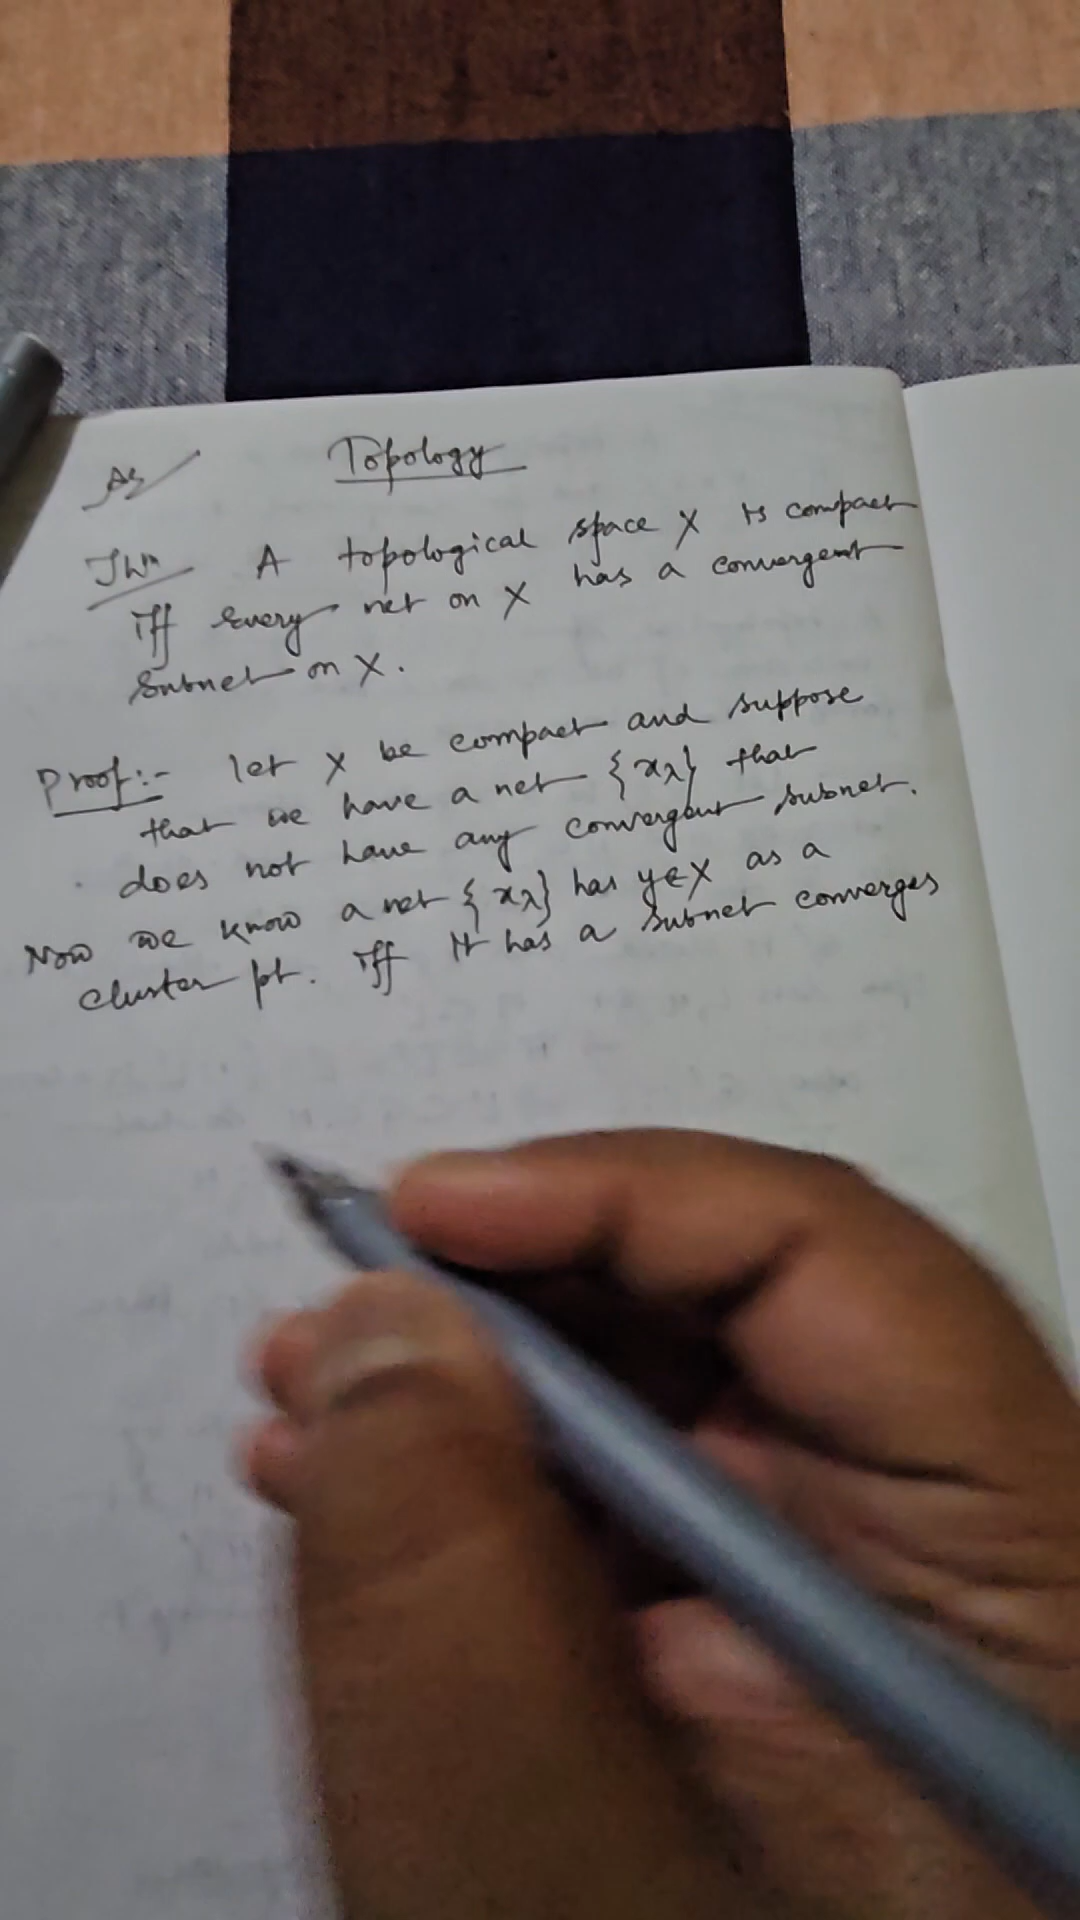 Topology
Thm A topological space X is compact
iff every net on X has a convergent
subnet on X.
Proof:- let X be compact and suppose
that we have a net {xλ} that
does not have any convergent subnet.
Now we know a net {xλ} has y∈X as a
cluster pt. iff it has a subnet converges